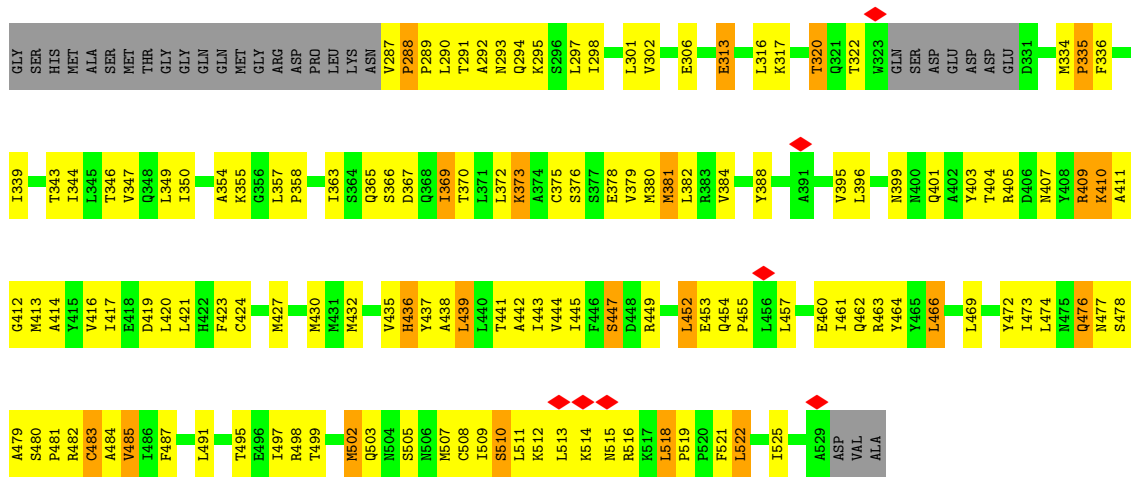 GLY SER HIS MET ALA SER MET THR GLY GLY GLN GLN MET GLY ARG ASP PRO LEU LYS ASN V287 P288 P289 L290 T291 A292 N293 Q294 K295 S296 L297 I298 L301 V302 E306 E313 L316 K317 T320 Q321 T322 W323 GLN SER ASP GLU ASP ASP GLU D331 M334 P335 F336
I339 T343 I344 L345 T346 V347 Q348 L349 I350 A354 K355 G356 L357 P358 I363 S364 Q365 S366 D367 Q368 I369 T370 L371 L372 K373 A374 C375 S376 S377 E378 V379 M380 M381 L382 R383 V384 Y388 A391 V395 L396 N399 N400 Q401 A402 Y403 T404 R405 D406 N407 Y408 R409 K410 A411
G412 M413 A414 Y415 V416 I417 E418 D419 L420 L421 H422 F423 C424 M427 M430 M431 M432 V435 H436 Y437 A438 L439 L440 T441 A442 I443 V444 I445 F446 S447 D448 R449 L452 E453 Q454 P455 L456 L457 E460 I461 Q462 R463 Y464 Y465 L466 L469 Y472 I473 L474 N475 Q476 N477 S478
A479 S480 P481 R482 C483 A484 V485 I486 F487 L491 T495 E496 I497 R498 T499 M502 Q503 N504 S505 N506 M507 C508 I509 S510 L511 K512 L513 K514 N515 R516 K517 L518 P519 P520 F521 L522 I525 A529 ASP VAL ALA